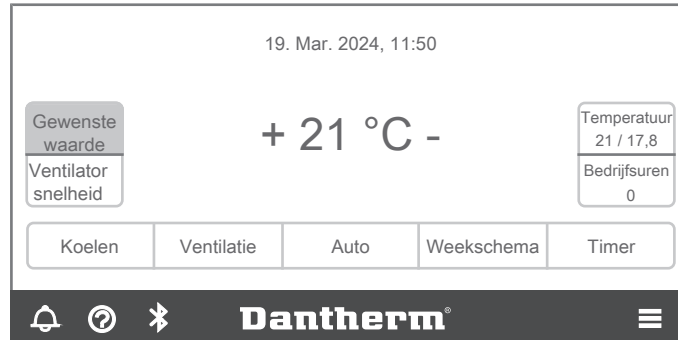 19. Mar. 2024, 11:50
Gewenste
waarde
Ventilator
snelheid
+ 21 °C -
Temperatuur
21 / 17,8
Bedrijfsuren
0
Koelen
Ventilatie
Auto
Weekschema
Timer
Dantherm®